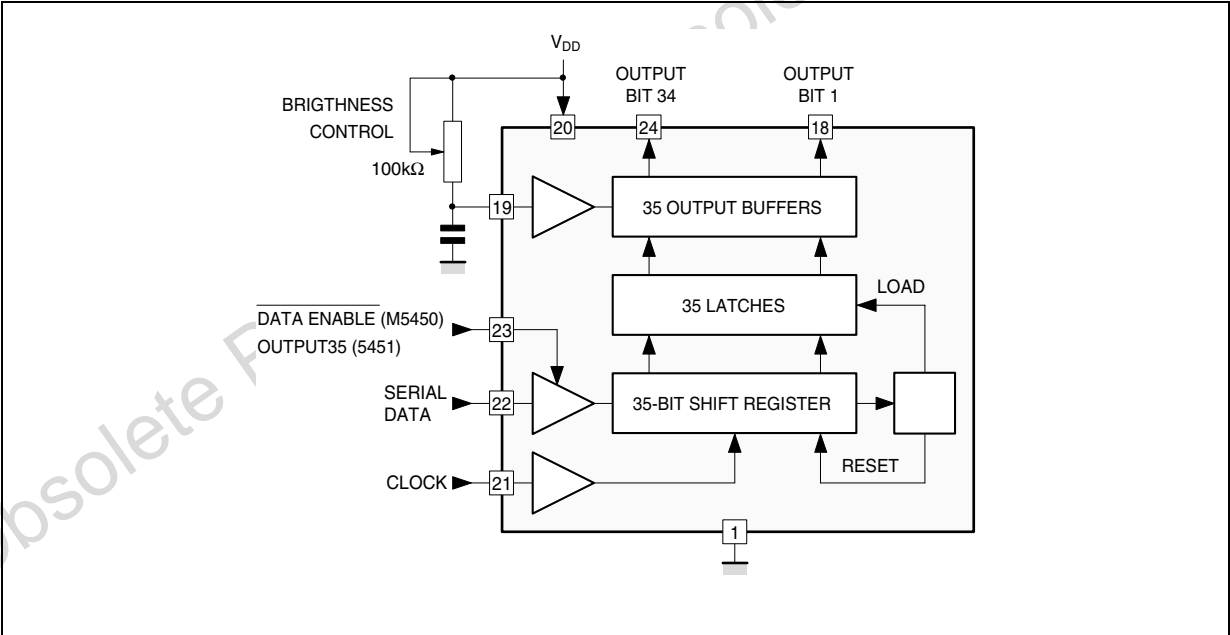 V_DD
OUTPUT
BIT 34
OUTPUT
BIT 1
BRIGTHNESS
CONTROL
100kΩ
20
24
18
19
35 OUTPUT BUFFERS
LOAD
35 LATCHES
DATA ENABLE (M5450)
OUTPUT35 (5451)
23
SERIAL
DATA
22
35-BIT SHIFT REGISTER
RESET
CLOCK
21
1
obsolete